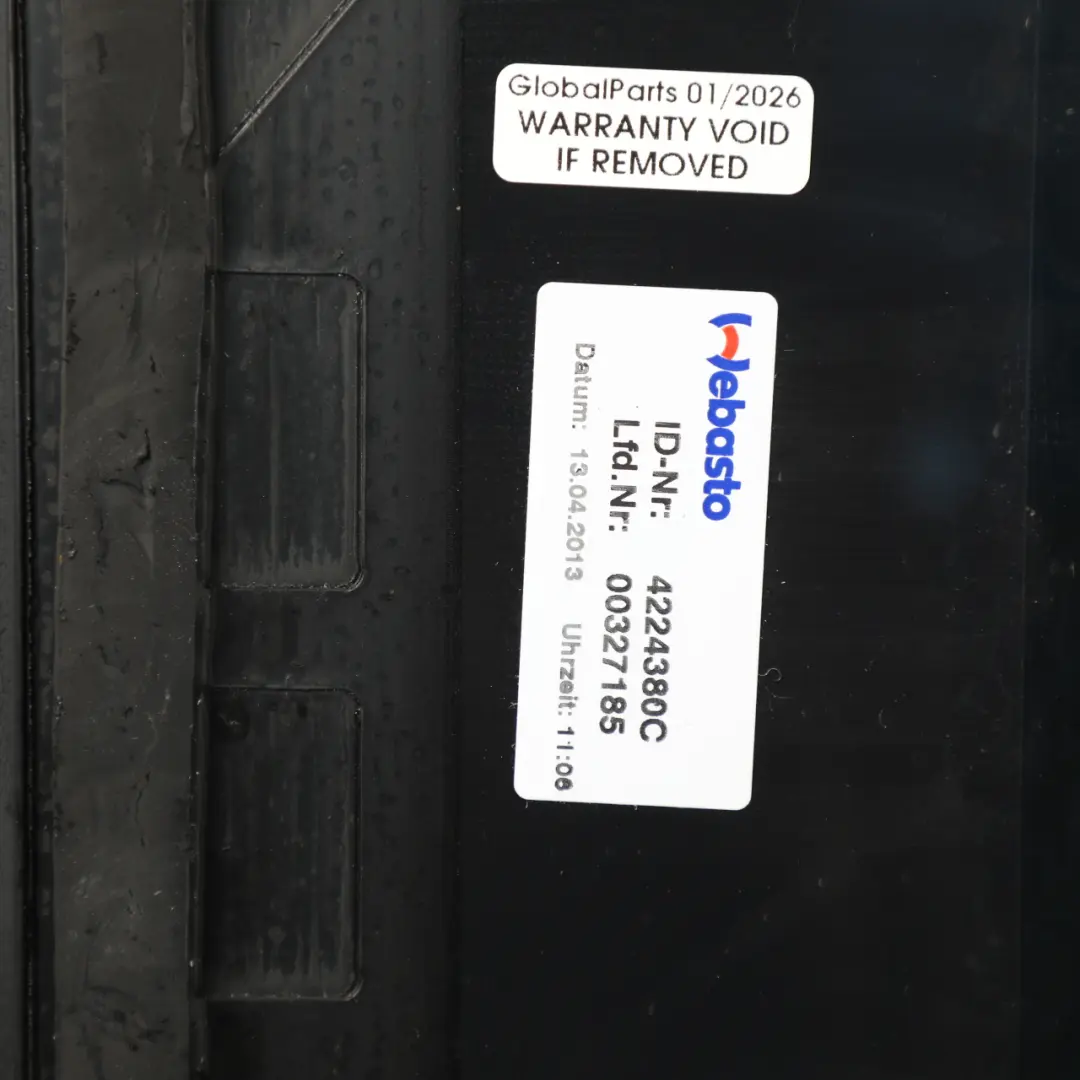 GlobalParts 01/2026
WARRANTY VOID
IF REMOVED
Webasto
ID-Nr: 4224380C
Lfd.Nr: 00327185
Datum: 13.04.2013 Uhrzeit: 11:06